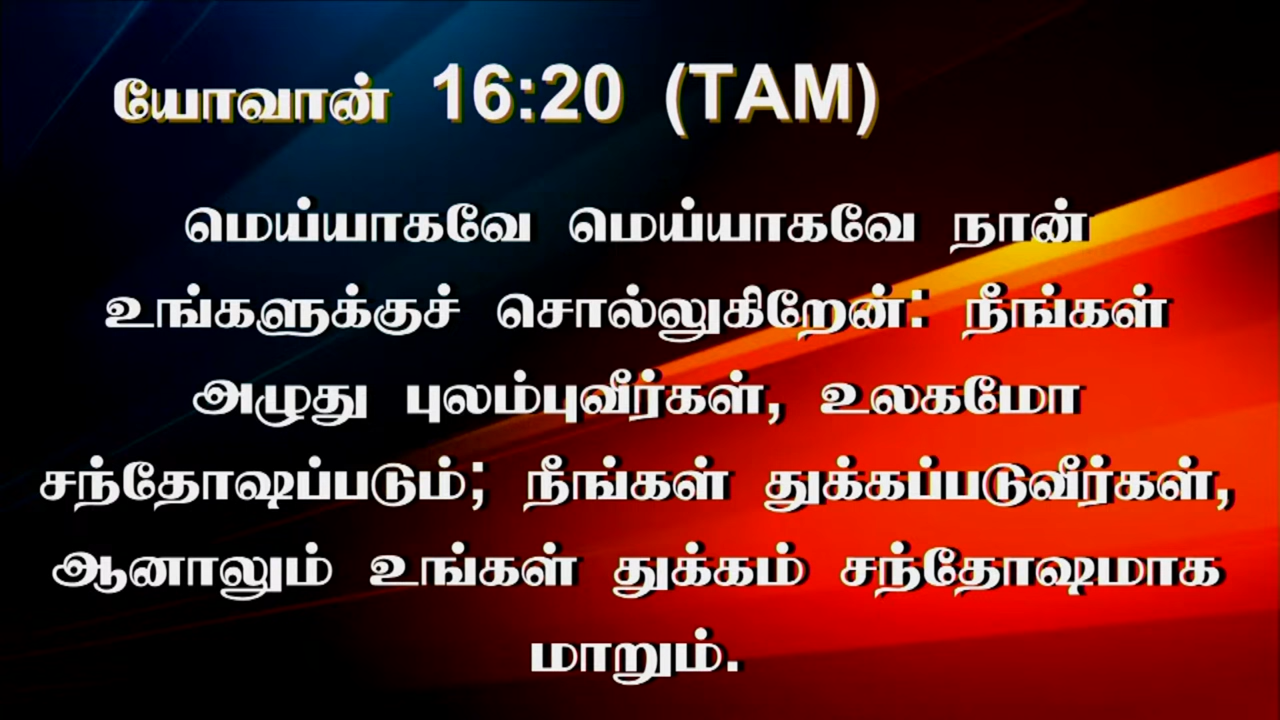 யோவான் 16:20 (TAM)
மெய்யாகவே மெய்யாகவே நான்
உங்களுக்குச் சொல்லுகிறேன்: நீங்கள்
அழுது புலம்புவீர்கள், உலகமோ
சந்தோஷப்படும்; நீங்கள் துக்கப்படுவீர்கள்,
ஆனாலும் உங்கள் துக்கம் சந்தோஷமாக
மாறும்.